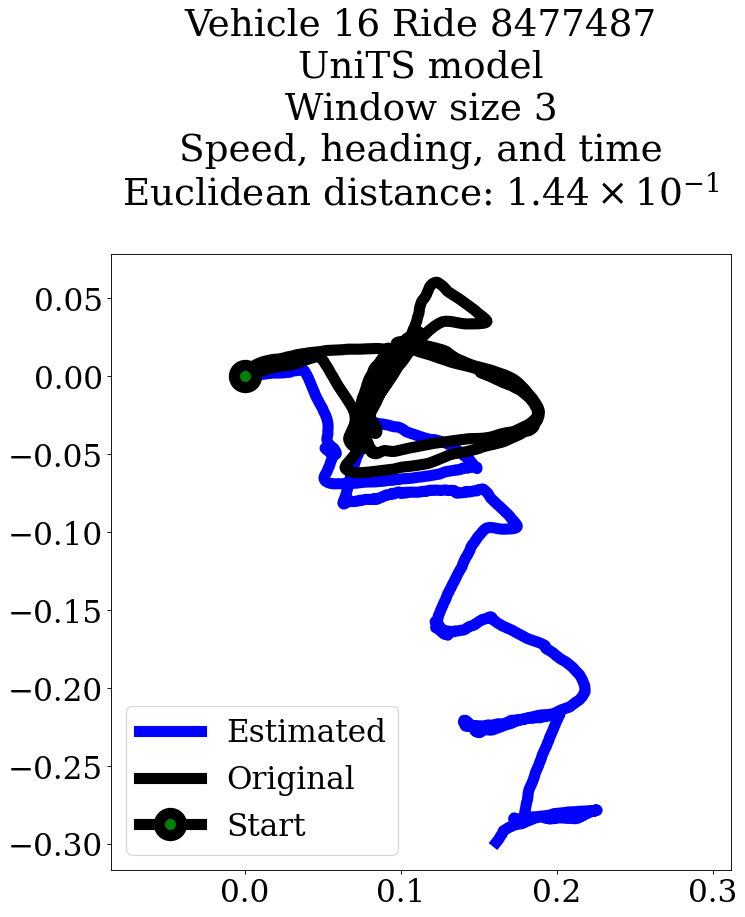 Vehicle 16 Ride 8477487
UniTS model
Window size 3
Speed, heading, and time
Euclidean distance: 1.44 × 10⁻¹
0.05
0.00
−0.05
−0.10
−0.15
−0.20
−0.25
−0.30
Estimated
Original
Start
0.0 0.1 0.2 0.3